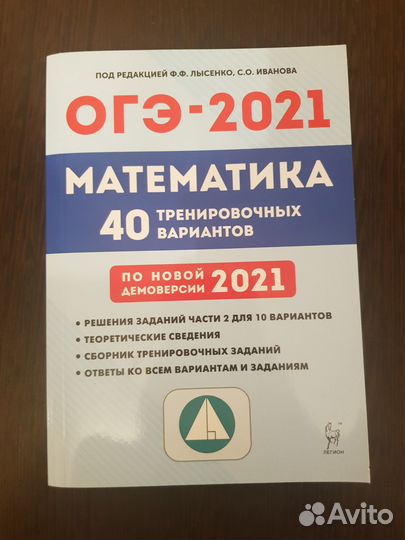 ПОД РЕДАКЦИЕЙ Ф.Ф. ЛЫСЕНКО, С.О. ИВАНОВА
ОГЭ-2021
МАТЕМАТИКА
40 ТРЕНИРОВОЧНЫХ
ВАРИАНТОВ
ПО НОВОЙ
ДЕМОВЕРСИИ 2021
• РЕШЕНИЯ ЗАДАНИЙ ЧАСТИ 2 ДЛЯ 10 ВАРИАНТОВ
• ТЕОРЕТИЧЕСКИЕ СВЕДЕНИЯ
• СБОРНИК ТРЕНИРОВОЧНЫХ ЗАДАНИЙ
• ОТВЕТЫ КО ВСЕМ ВАРИАНТАМ И ЗАДАНИЯМ
ЛЕГИОН
Avito